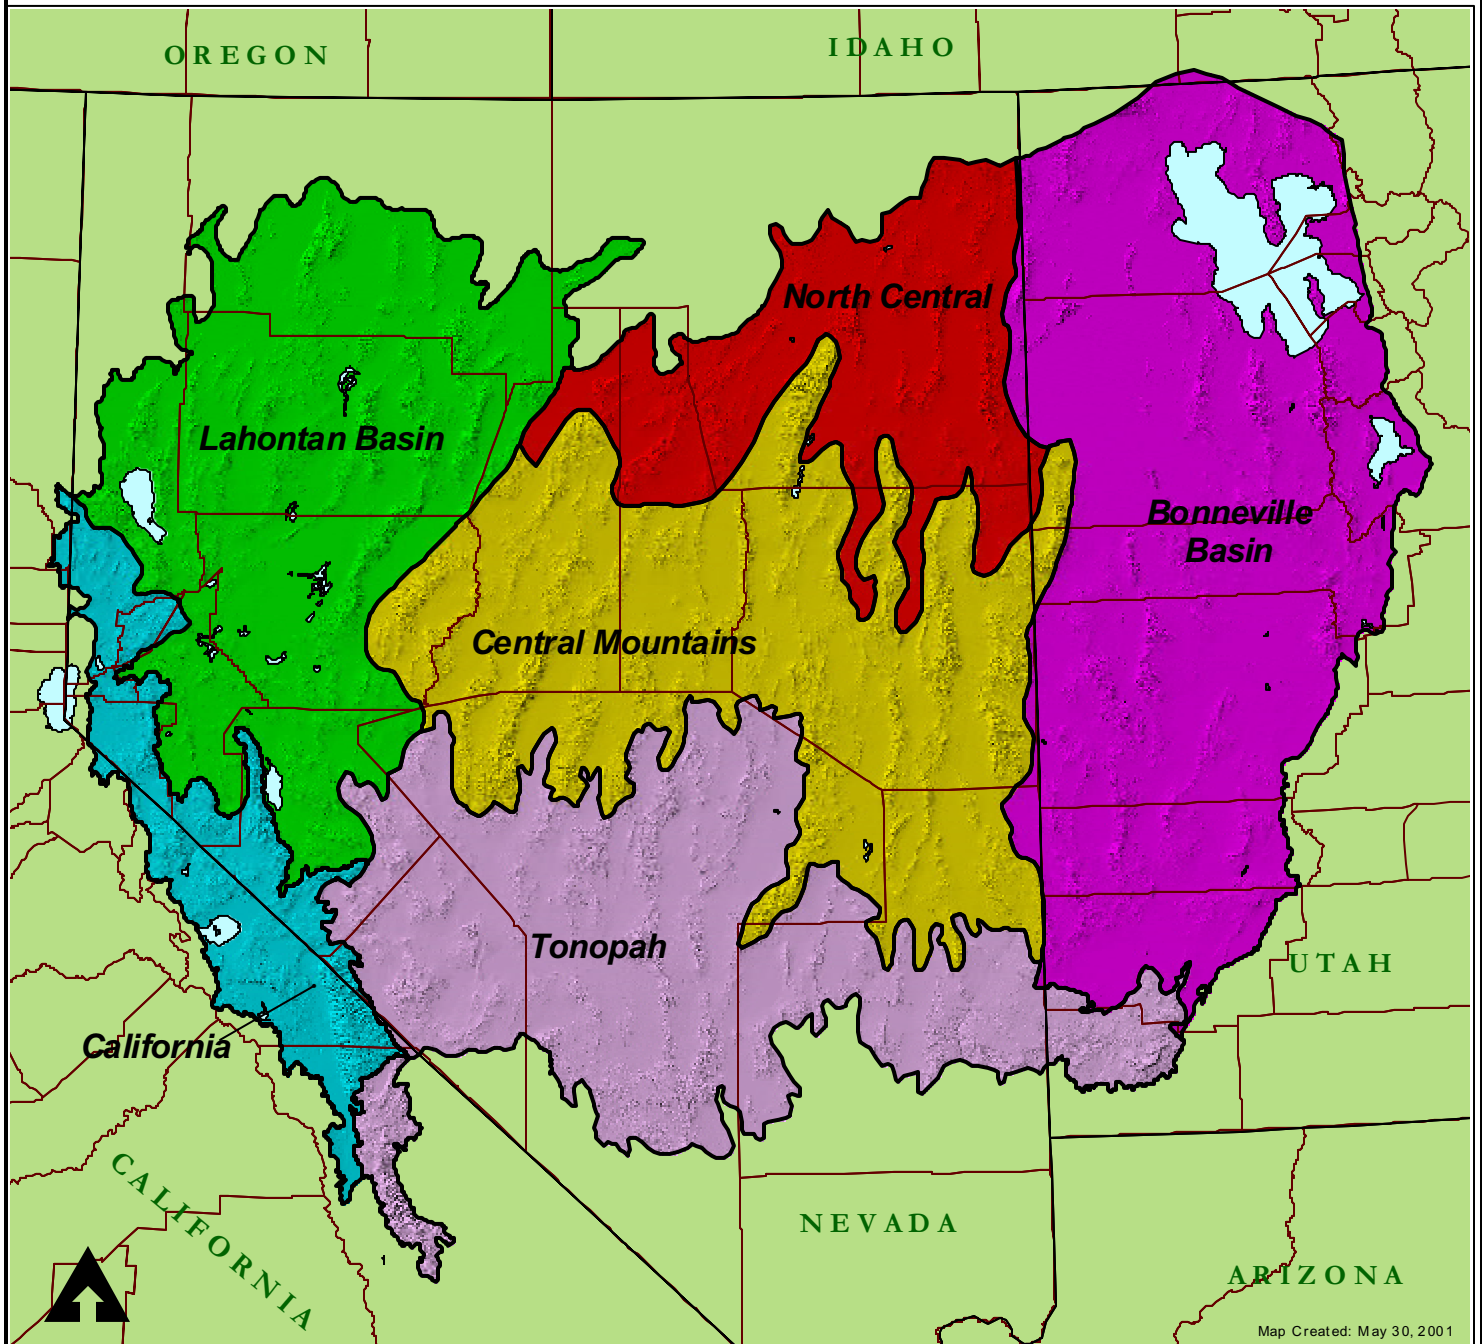 OREGON
IDAHO
North Central
Lahontan Basin
Bonneville
Basin
Central Mountains
Tonopah
UTAH
California
CALIFORNIA
NEVADA
ARIZONA
Map Created: May 30, 2001